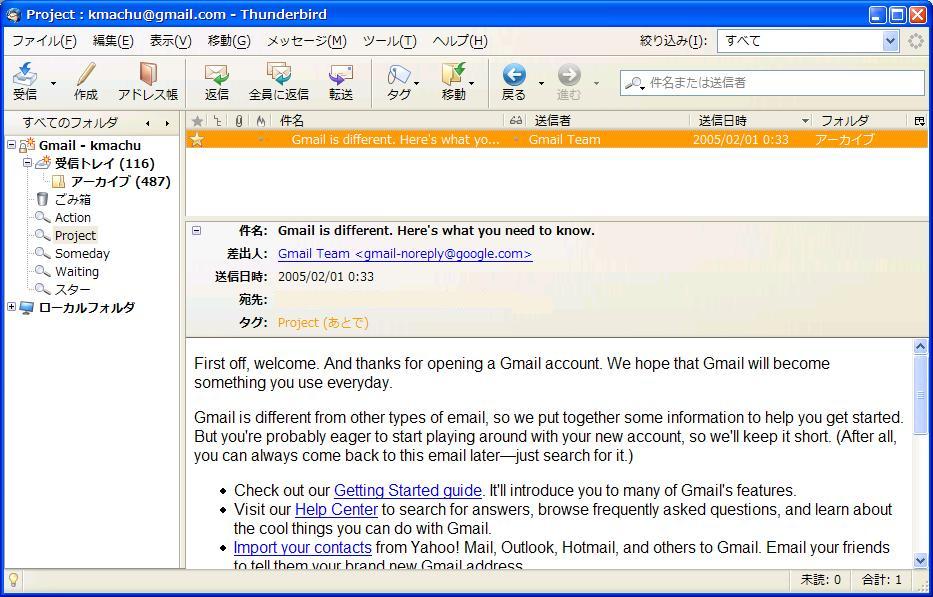 Project : kmachu@gmail.com - Thunderbird
ファイル(F) 編集(E) 表示(V) 移動(G) メッセージ(M) ツール(T) ヘルプ(H) 絞り込み(I): すべて
受信 作成 アドレス帳 返信 全員に返信 転送 タグ 移動 戻る 進む 件名または送信者
すべてのフォルダ
件名 送信者 送信日時 フォルダ
Gmail is different. Here's what yo... Gmail Team 2005/02/01 0:33 アーカイブ
Gmail - kmachu
受信トレイ (116)
アーカイブ (487)
ごみ箱
Action
Project
Someday
Waiting
スター
ローカルフォルダ
件名: Gmail is different. Here's what you need to know.
差出人: Gmail Team <gmail-noreply@google.com>
送信日時: 2005/02/01 0:33
宛先:
タグ: Project (あとで)
First off, welcome. And thanks for opening a Gmail account. We hope that Gmail will become
something you use everyday.
Gmail is different from other types of email, so we put together some information to help you get started.
But you're probably eager to start playing around with your new account, so we'll keep it short. (After all,
you can always come back to this email later—just search for it.)
• Check out our Getting Started guide. It'll introduce you to many of Gmail's features.
• Visit our Help Center to search for answers, browse frequently asked questions, and learn about
the cool things you can do with Gmail.
• Import your contacts from Yahoo! Mail, Outlook, Hotmail, and others to Gmail. Email your friends
to tell them your brand new Gmail address.
未読: 0 合計: 1